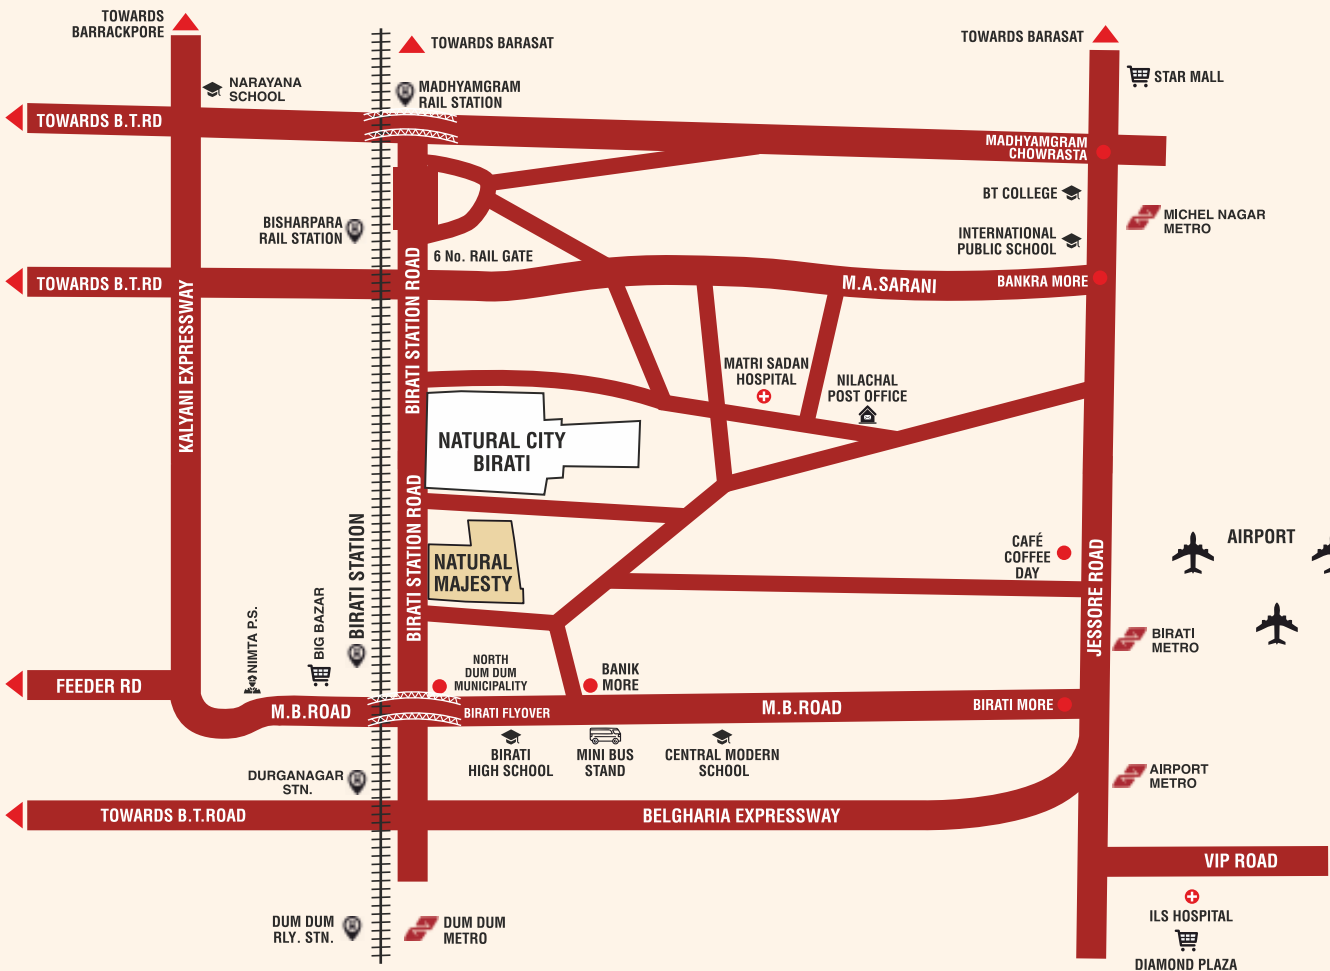 TOWARDS
BARRACKPORE
TOWARDS BARASAT
TOWARDS BARASAT
NARAYANA
SCHOOL
MADHYAMGRAM
RAIL STATION
STAR MALL
TOWARDS B.T.RD
MADHYAMGRAM
CHOWRASTA
BT COLLEGE
MICHEL NAGAR
METRO
BISHARPARA
RAIL STATION
INTERNATIONAL
PUBLIC SCHOOL
6 No. RAIL GATE
TOWARDS B.T.RD
M.A.SARANI
BANKRA MORE
KALYANI EXPRESSWAY
BIRATI STATION ROAD
MATRI SADAN
HOSPITAL
NILACHAL
POST OFFICE
NATURAL CITY
BIRATI
BIRATI STATION ROAD
BIRATI STATION
NATURAL
MAJESTY
CAFÉ
COFFEE
DAY
JESSORE ROAD
AIRPORT
NIMTA P.S.
BIG BAZAR
BIRATI
METRO
FEEDER RD
NORTH
DUM DUM
MUNICIPALITY
BANIK
MORE
M.B.ROAD
BIRATI FLYOVER
M.B.ROAD
BIRATI MORE
BIRATI
HIGH SCHOOL
MINI BUS
STAND
CENTRAL MODERN
SCHOOL
DURGANAGAR
STN.
AIRPORT
METRO
TOWARDS B.T.ROAD
BELGHARIA EXPRESSWAY
VIP ROAD
DUM DUM
RLY. STN.
DUM DUM
METRO
ILS HOSPITAL
DIAMOND PLAZA